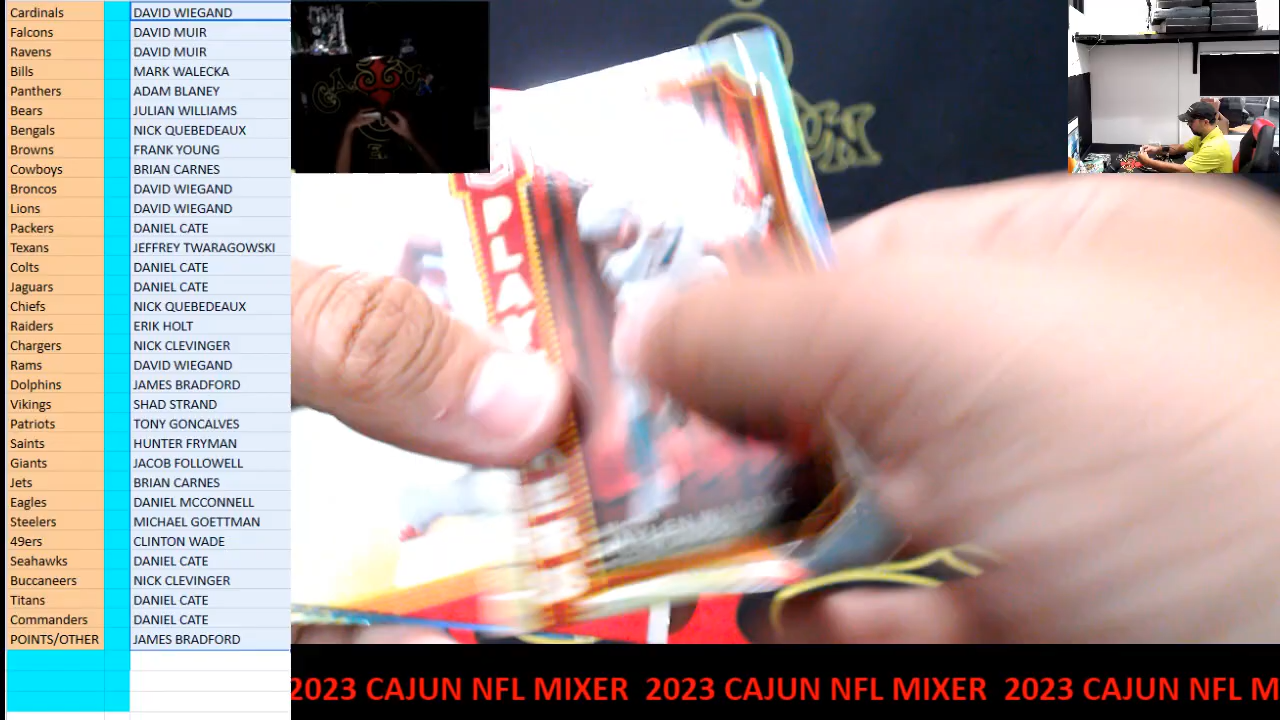 Cardinals DAVID WIEGAND
Falcons DAVID MUIR
Ravens DAVID MUIR
Bills MARK WALECKA
Panthers ADAM BLANEY
Bears JULIAN WILLIAMS
Bengals NICK QUEBEDEAUX
Browns FRANK YOUNG
Cowboys BRIAN CARNES
Broncos DAVID WIEGAND
Lions DAVID WIEGAND
Packers DANIEL CATE
Texans JEFFREY TWARAGOWSKI
Colts DANIEL CATE
Jaguars DANIEL CATE
Chiefs NICK QUEBEDEAUX
Raiders ERIK HOLT
Chargers NICK CLEVINGER
Rams DAVID WIEGAND
Dolphins JAMES BRADFORD
Vikings SHAD STRAND
Patriots TONY GONCALVES
Saints HUNTER FRYMAN
Giants JACOB FOLLOWELL
Jets BRIAN CARNES
Eagles DANIEL MCCONNELL
Steelers MICHAEL GOETTMAN
49ers CLINTON WADE
Seahawks DANIEL CATE
Buccaneers NICK CLEVINGER
Titans DANIEL CATE
Commanders DANIEL CATE
POINTS/OTHER JAMES BRADFORD
PLAY
JAYLEN WADDLE
2023 CAJUN NFL MIXER 2023 CAJUN NFL MIXER 2023 CAJUN NFL M